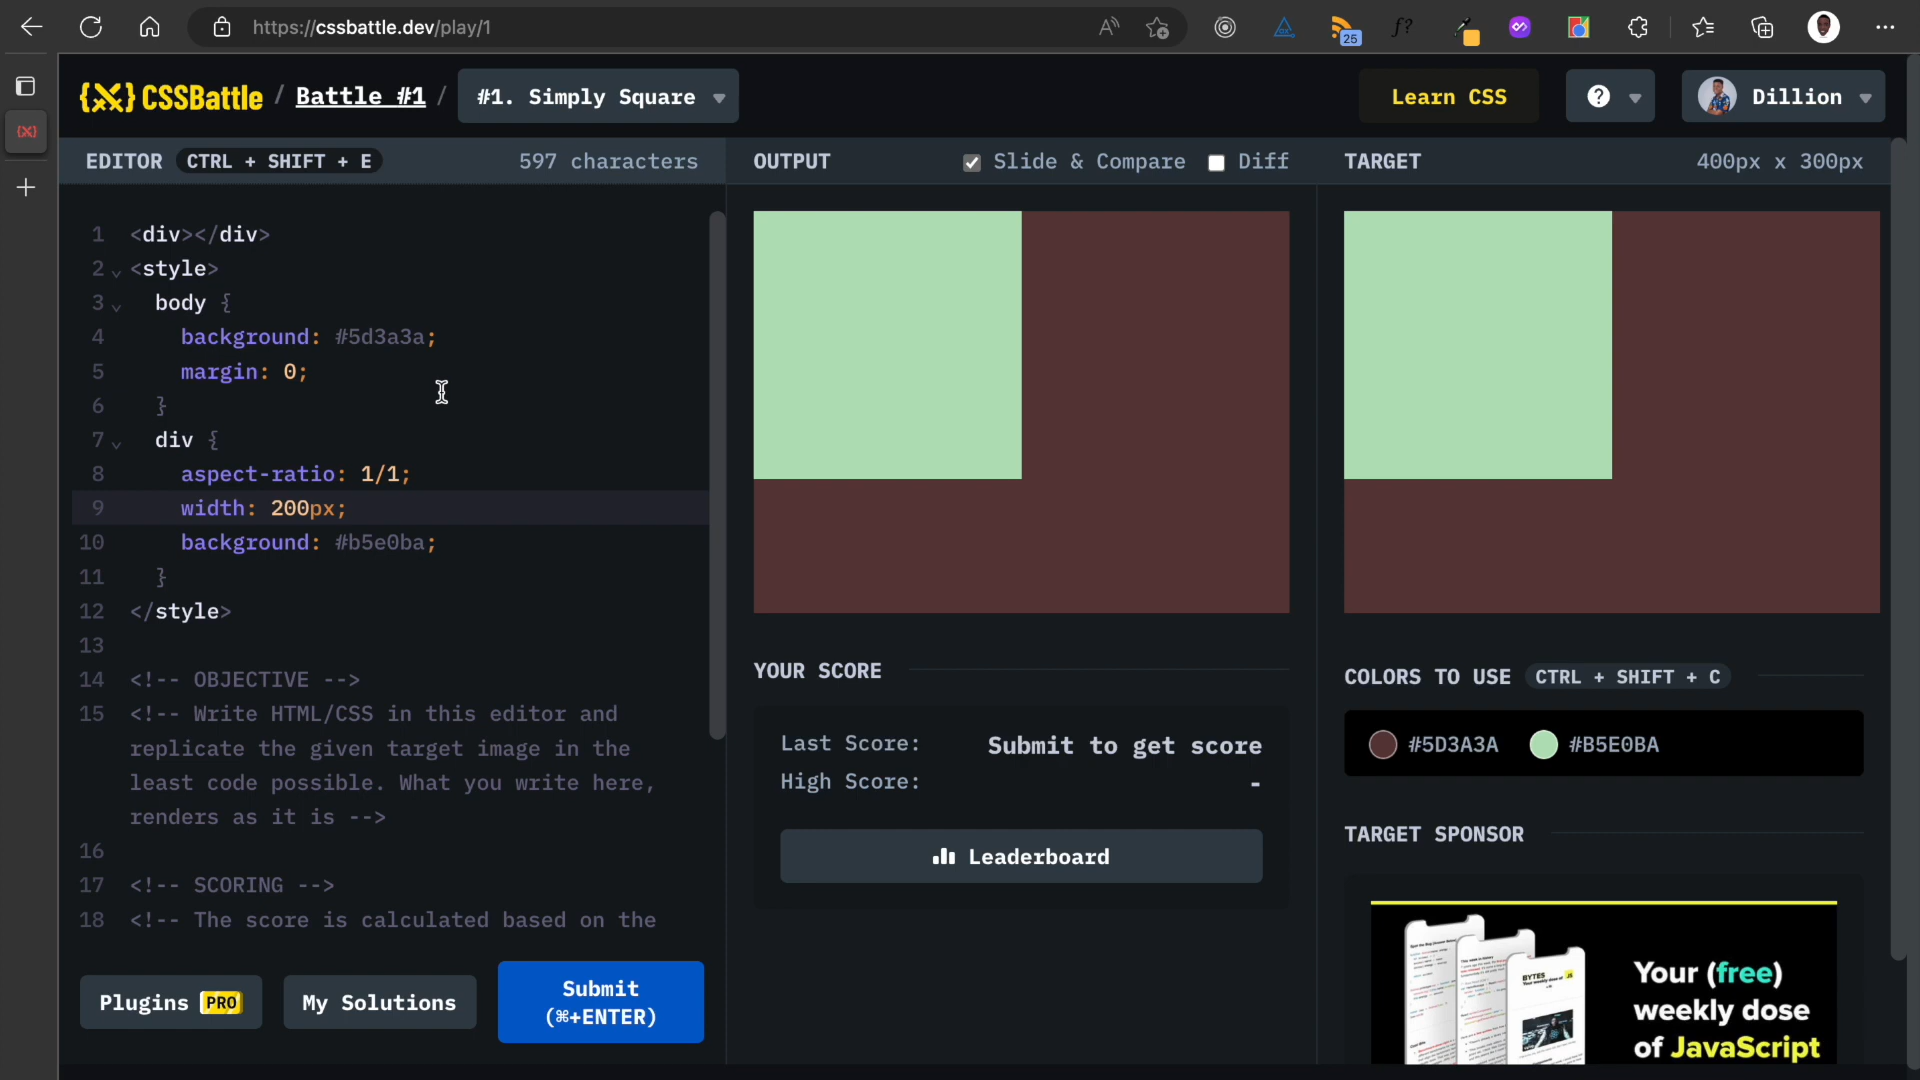 https://cssbattle.dev/play/1
25
{X} CSSBattle / Battle #1 / #1. Simply Square
Learn CSS
?
Dillion
EDITOR CTRL + SHIFT + E 597 characters
OUTPUT Slide & Compare Diff
TARGET 400px x 300px
1 <div></div>
2 <style>
3 body {
4 background: #5d3a3a;
5 margin: 0;
6 }
7 div {
8 aspect-ratio: 1/1;
9 width: 200px;
10 background: #b5e0ba;
11 }
12 </style>
13
14 <!-- OBJECTIVE -->
15 <!-- Write HTML/CSS in this editor and
replicate the given target image in the
least code possible. What you write here,
renders as it is -->
16
17 <!-- SCORING -->
18 <!-- The score is calculated based on the
Plugins PRO
My Solutions
Submit
(⌘+ENTER)
YOUR SCORE
Last Score: Submit to get score
High Score: -
Leaderboard
COLORS TO USE CTRL + SHIFT + C
#5D3A3A #B5E0BA
TARGET SPONSOR
BYTES
Your (free)
weekly dose
of JavaScript